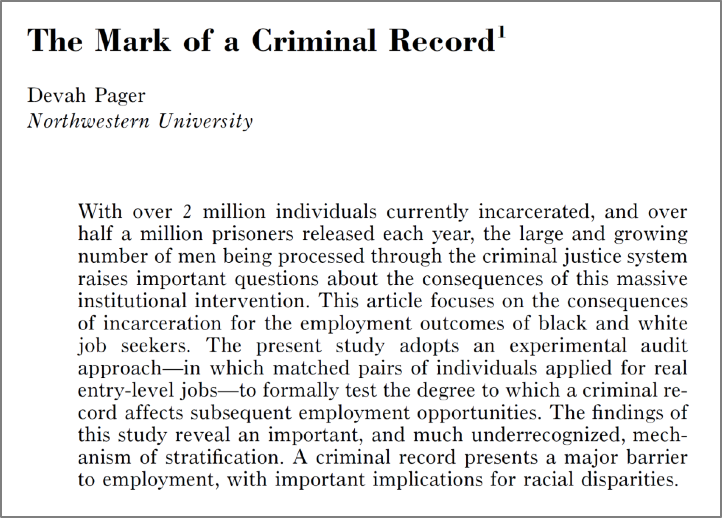 The Mark of a Criminal Record¹
Devah Pager
Northwestern University
With over 2 million individuals currently incarcerated, and over
half a million prisoners released each year, the large and growing
number of men being processed through the criminal justice system
raises important questions about the consequences of this massive
institutional intervention. This article focuses on the consequences
of incarceration for the employment outcomes of black and white
job seekers. The present study adopts an experimental audit
approach—in which matched pairs of individuals applied for real
entry-level jobs—to formally test the degree to which a criminal re-
cord affects subsequent employment opportunities. The findings of
this study reveal an important, and much underrecognized, mech-
anism of stratification. A criminal record presents a major barrier
to employment, with important implications for racial disparities.